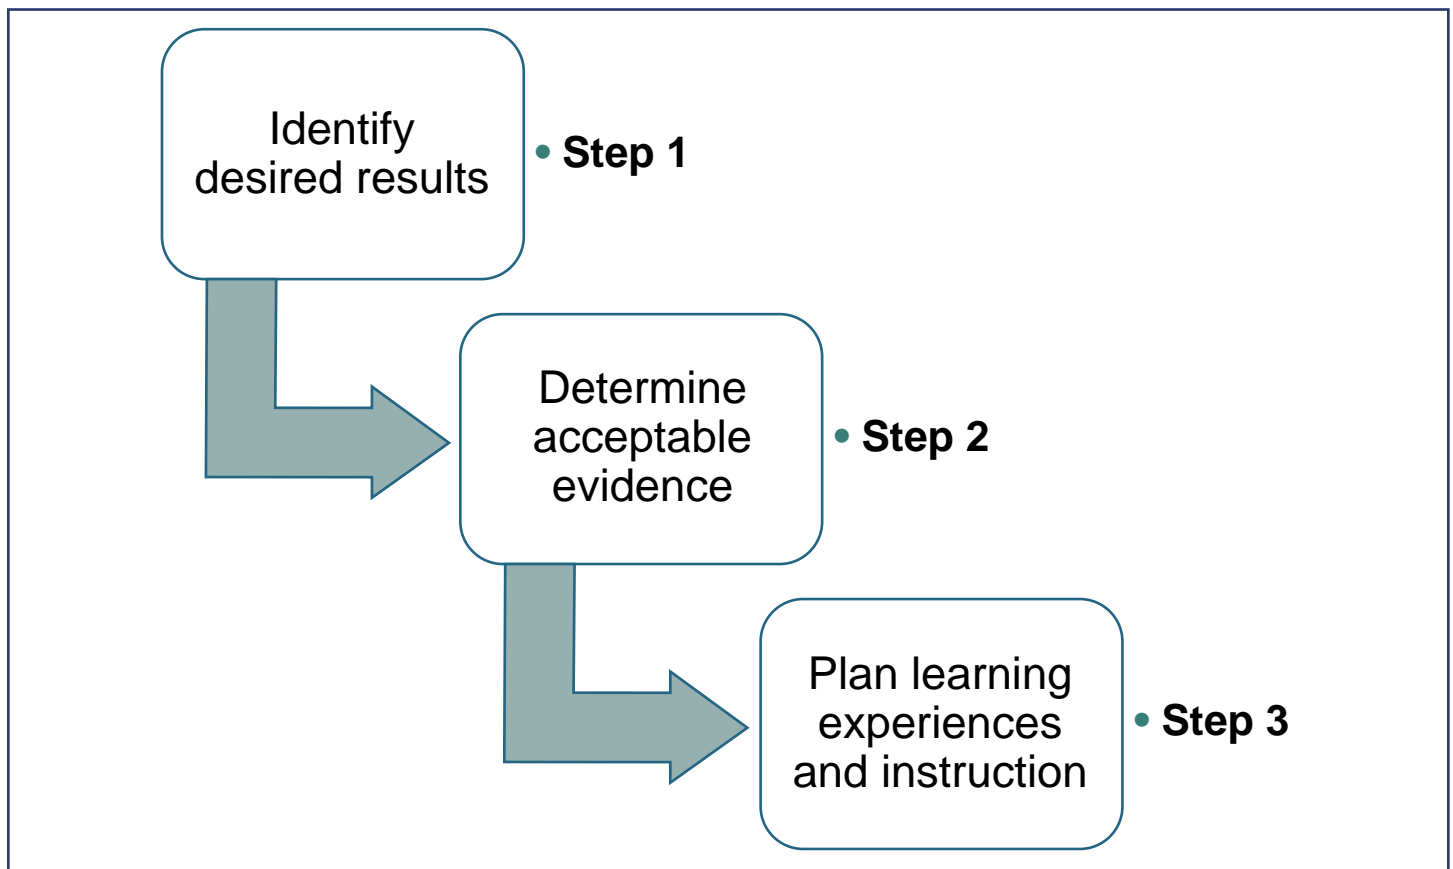 Identify
desired results
• Step 1
Determine
acceptable
evidence
• Step 2
Plan learning
experiences
and instruction
• Step 3